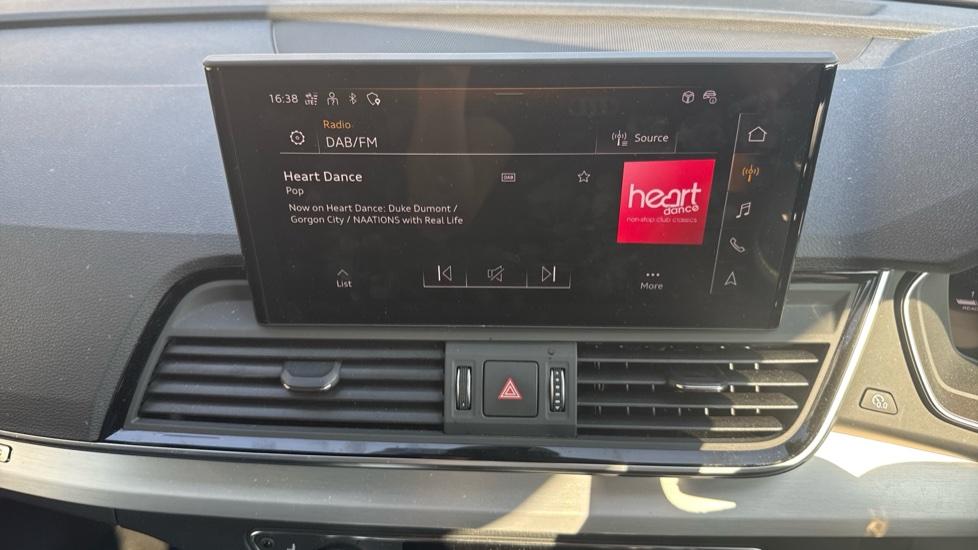 16:38
Radio
DAB/FM
Source
Heart Dance
DAB
Pop
Now on Heart Dance: Duke Dumont /
Gorgon City / NAATIONS with Real Life
heart
dance
non-stop club classics
List
More